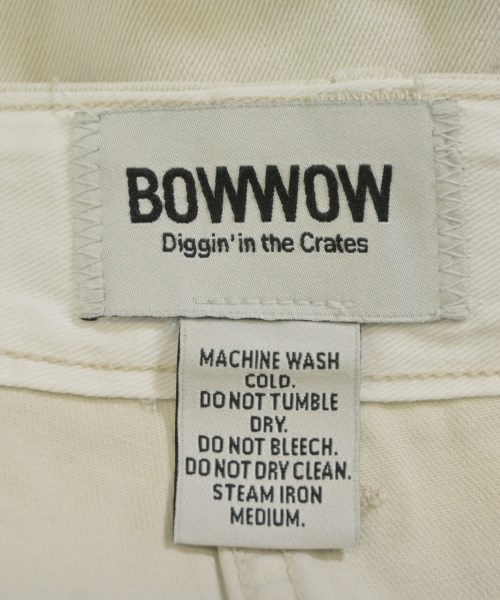 BOWWOW
Diggin' in the Crates
MACHINE WASH
COLD.
DO NOT TUMBLE
DRY.
DO NOT BLEECH.
DO NOT DRY CLEAN.
STEAM IRON
MEDIUM.